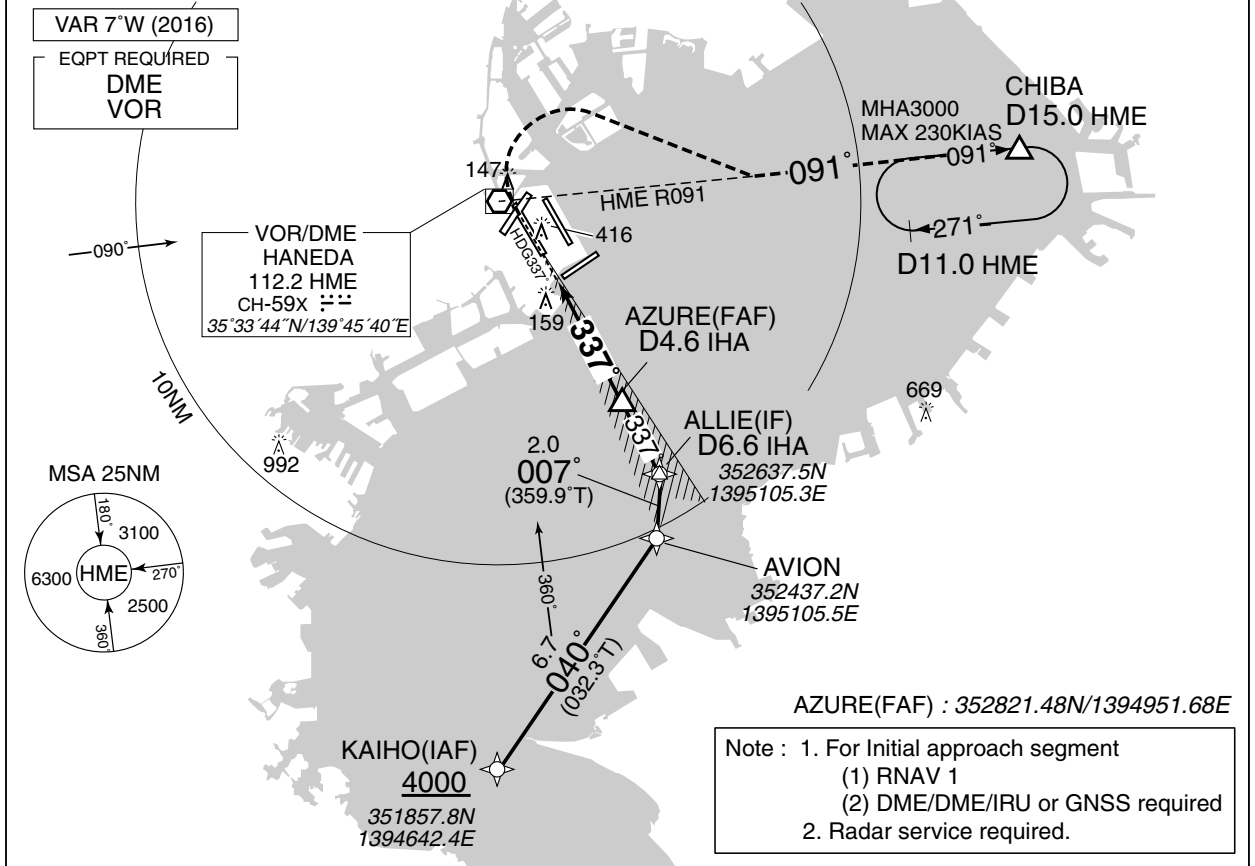 VAR 7°W (2016)
EQPT REQUIRED
DME
VOR
CHIBA
D15.0 HME
MHA3000
MAX 230KIAS
091°
091°
147
HME R091
271°
D11.0 HME
416
HDG337°
090°
VOR/DME
HANEDA
112.2 HME
CH-59X
35°33´44˝N/139°45´40˝E
159
337°
AZURE(FAF)
D4.6 IHA
10NM
669
337°
ALLIE(IF)
D6.6 IHA
352637.5N
1395105.3E
992
2.0
007°
(359.9°T)
MSA 25NM
180°
3100
6300
HME
270°
2500
360°
360°
AVION
352437.2N
1395105.5E
6.7
040°
(032.3°T)
KAIHO(IAF)
4000
351857.8N
1394642.4E
AZURE(FAF) : 352821.48N/1394951.68E
Note : 1. For Initial approach segment
(1) RNAV 1
(2) DME/DME/IRU or GNSS required
2. Radar service required.